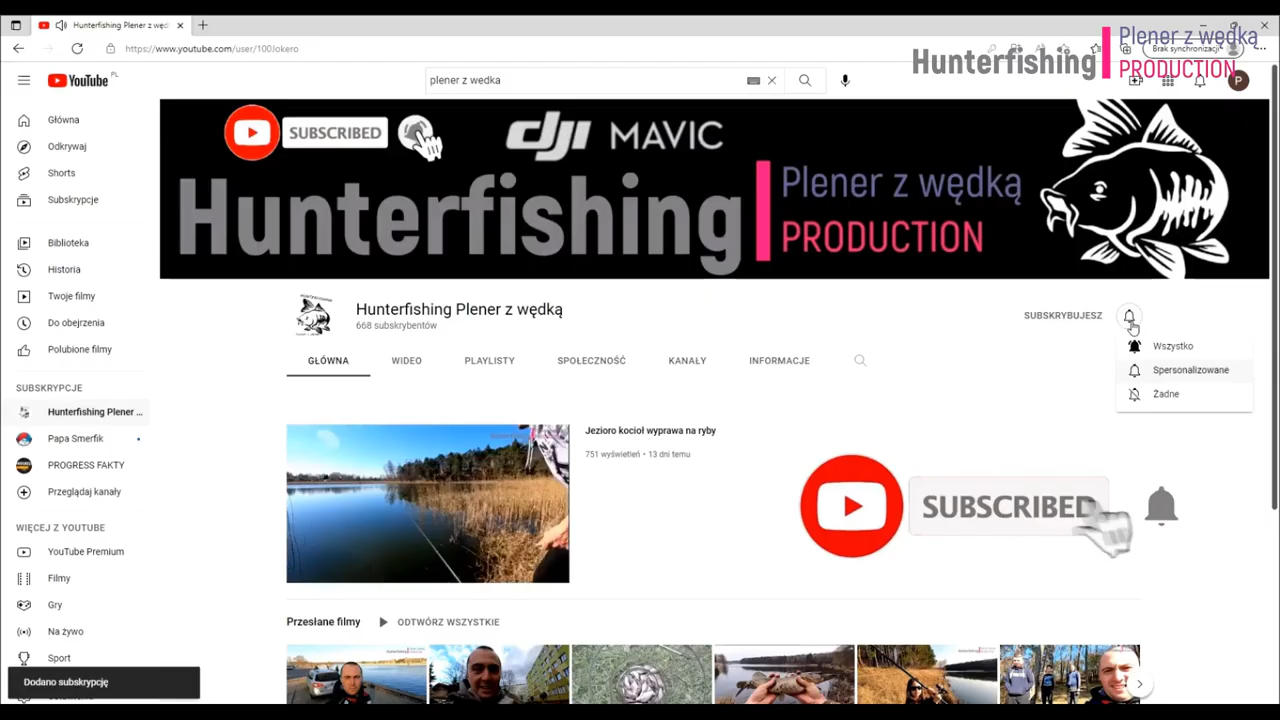 Hunterfishing Plener z węd
https://www.youtube.com/user/100lokero
Brak synchronizacji
Hunterfishing
Plener z wędką
PRODUCTION
YouTube PL
plener z wedka
P
Główna
Odkrywaj
Shorts
Subskrypcje
Biblioteka
Historia
Twoje filmy
Do obejrzenia
Polubione filmy
SUBSKRYPCJE
Hunterfishing Plener ...
Papa Smerfik
PROGRESS FAKTY
Przeglądaj kanały
WIĘCEJ Z YOUTUBE
YouTube Premium
Filmy
Gry
Na żywo
Sport
Dodano subskrypcję
SUBSCRIBED
dji MAVIC
Hunterfishing
Plener z wędką
PRODUCTION
Hunterfishing Plener z wędką
668 subskrybentów
SUBSKRYBUJESZ
Wszystko
Spersonalizowane
Żadne
GŁÓWNA WIDEO PLAYLISTY SPOŁECZNOŚĆ KANAŁY INFORMACJE
Jezioro kocioł wyprawa na ryby
751 wyświetleń • 13 dni temu
SUBSCRIBED
Przesłane filmy ODTWÓRZ WSZYSTKIE